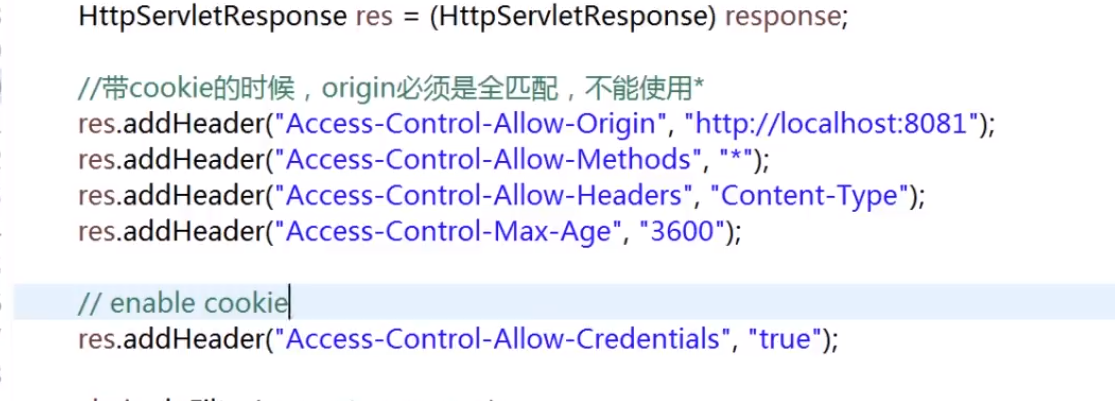 HttpServletResponse res = (HttpServletResponse) response;
//带cookie的时候，origin必须是全匹配，不能使用*
res.addHeader("Access-Control-Allow-Origin", "http://localhost:8081");
res.addHeader("Access-Control-Allow-Methods", "*");
res.addHeader("Access-Control-Allow-Headers", "Content-Type");
res.addHeader("Access-Control-Max-Age", "3600");
// enable cookie
res.addHeader("Access-Control-Allow-Credentials", "true");